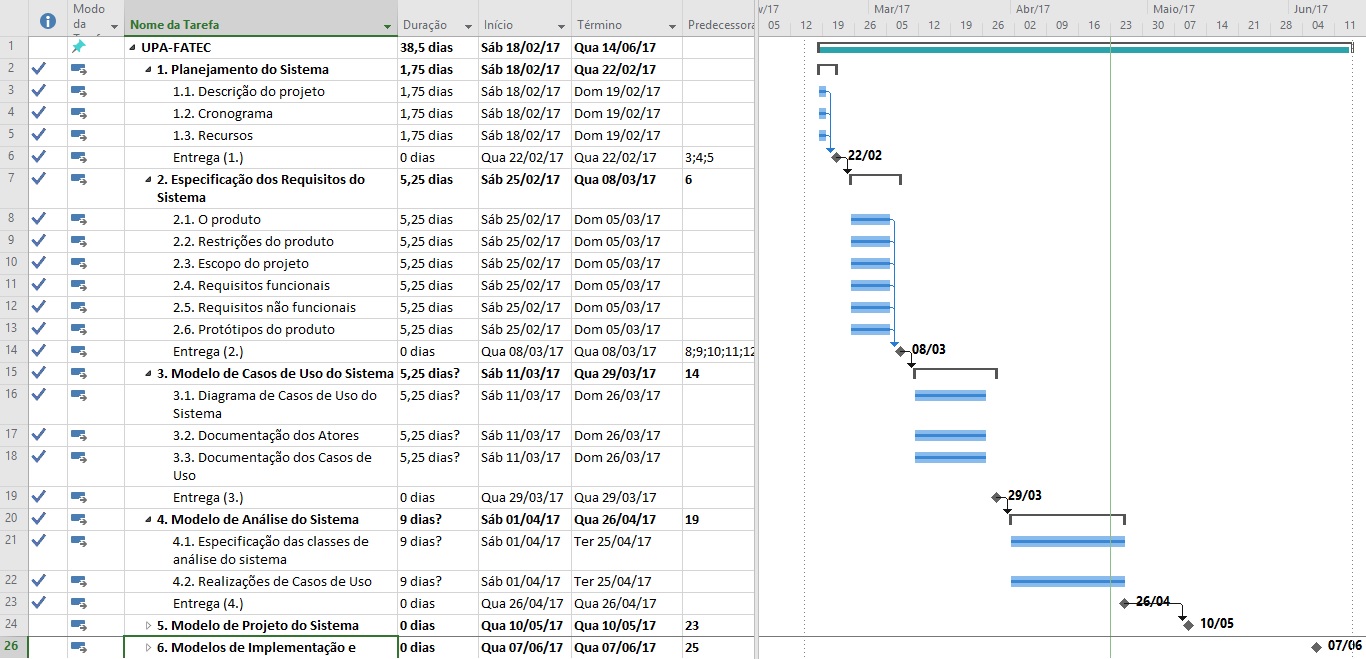 Modo da Nome da Tarefa Duração Início Término Predecessora
Mar/17 Abr/17 Maio/17 Jun/17
05 12 19 26 05 12 19 26 02 09 16 23 30 07 14 21 28 04 11
1 UPA-FATEC 38,5 dias Sáb 18/02/17 Qua 14/06/17
2 1. Planejamento do Sistema 1,75 dias Sáb 18/02/17 Qua 22/02/17
3 1.1. Descrição do projeto 1,75 dias Sáb 18/02/17 Dom 19/02/17
4 1.2. Cronograma 1,75 dias Sáb 18/02/17 Dom 19/02/17
5 1.3. Recursos 1,75 dias Sáb 18/02/17 Dom 19/02/17
6 Entrega (1.) 0 dias Qua 22/02/17 Qua 22/02/17 3;4;5 22/02
7 2. Especificação dos Requisitos do 5,25 dias Sáb 25/02/17 Qua 08/03/17 6
Sistema
8 2.1. O produto 5,25 dias Sáb 25/02/17 Dom 05/03/17
9 2.2. Restrições do produto 5,25 dias Sáb 25/02/17 Dom 05/03/17
10 2.3. Escopo do projeto 5,25 dias Sáb 25/02/17 Dom 05/03/17
11 2.4. Requisitos funcionais 5,25 dias Sáb 25/02/17 Dom 05/03/17
12 2.5. Requisitos não funcionais 5,25 dias Sáb 25/02/17 Dom 05/03/17
13 2.6. Protótipos do produto 5,25 dias Sáb 25/02/17 Dom 05/03/17
14 Entrega (2.) 0 dias Qua 08/03/17 Qua 08/03/17 8;9;10;11;12 08/03
15 3. Modelo de Casos de Uso do Sistema 5,25 dias? Sáb 11/03/17 Qua 29/03/17 14
16 3.1. Diagrama de Casos de Uso do 5,25 dias? Sáb 11/03/17 Dom 26/03/17
Sistema
17 3.2. Documentação dos Atores 5,25 dias? Sáb 11/03/17 Dom 26/03/17
18 3.3. Documentação dos Casos de 5,25 dias? Sáb 11/03/17 Dom 26/03/17
Uso
19 Entrega (3.) 0 dias Qua 29/03/17 Qua 29/03/17 29/03
20 4. Modelo de Análise do Sistema 9 dias? Sáb 01/04/17 Qua 26/04/17 19
21 4.1. Especificação das classes de 9 dias? Sáb 01/04/17 Ter 25/04/17
análise do sistema
22 4.2. Realizações de Casos de Uso 9 dias? Sáb 01/04/17 Ter 25/04/17
23 Entrega (4.) 0 dias Qua 26/04/17 Qua 26/04/17 26/04
24 5. Modelo de Projeto do Sistema 0 dias Qua 10/05/17 Qua 10/05/17 23 10/05
26 6. Modelos de Implementação e 0 dias Qua 07/06/17 Qua 07/06/17 25 07/06